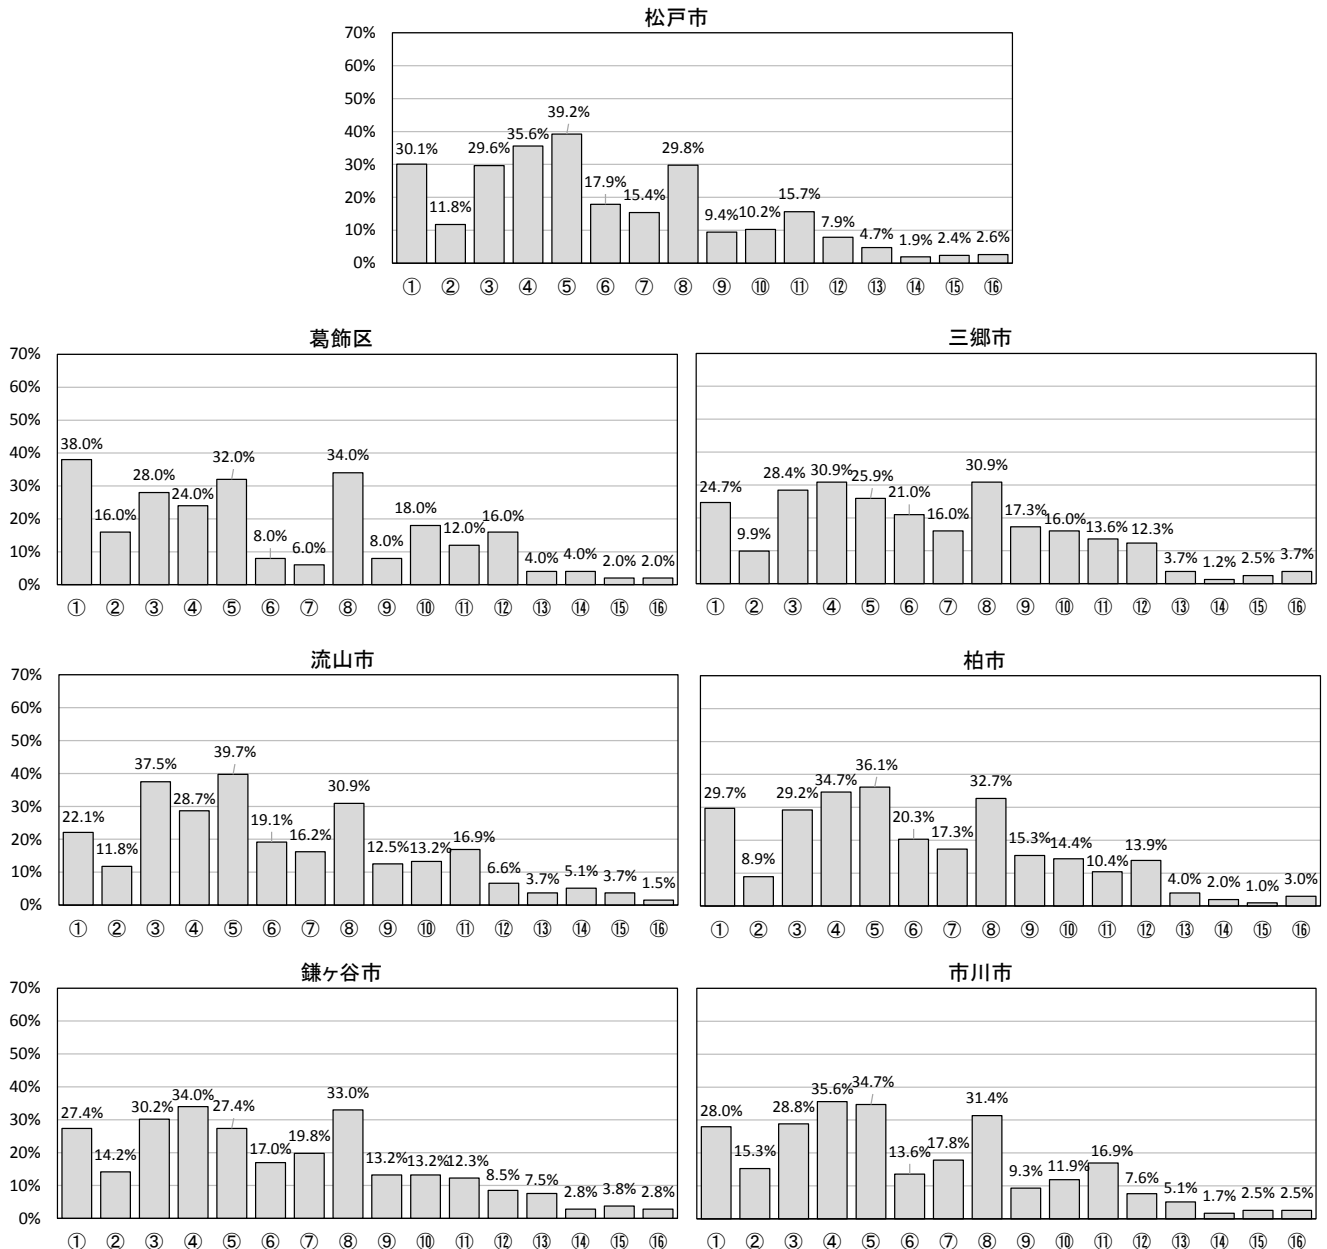 松戸市
70%
60%
50%
40%
30%
20%
10%
0%
30.1% 11.8% 29.6% 35.6% 39.2% 17.9% 15.4% 29.8% 9.4% 10.2% 15.7% 7.9% 4.7% 1.9% 2.4% 2.6%
① ② ③ ④ ⑤ ⑥ ⑦ ⑧ ⑨ ⑩ ⑪ ⑫ ⑬ ⑭ ⑮ ⑯
葛飾区
70%
60%
50%
40%
30%
20%
10%
0%
38.0% 16.0% 28.0% 24.0% 32.0% 8.0% 6.0% 34.0% 8.0% 18.0% 12.0% 16.0% 4.0% 4.0% 2.0% 2.0%
① ② ③ ④ ⑤ ⑥ ⑦ ⑧ ⑨ ⑩ ⑪ ⑫ ⑬ ⑭ ⑮ ⑯
三郷市
24.7% 9.9% 28.4% 30.9% 25.9% 21.0% 16.0% 30.9% 17.3% 16.0% 13.6% 12.3% 3.7% 1.2% 2.5% 3.7%
① ② ③ ④ ⑤ ⑥ ⑦ ⑧ ⑨ ⑩ ⑪ ⑫ ⑬ ⑭ ⑮ ⑯
流山市
70%
60%
50%
40%
30%
20%
10%
0%
22.1% 11.8% 37.5% 28.7% 39.7% 19.1% 16.2% 30.9% 12.5% 13.2% 16.9% 6.6% 3.7% 5.1% 3.7% 1.5%
① ② ③ ④ ⑤ ⑥ ⑦ ⑧ ⑨ ⑩ ⑪ ⑫ ⑬ ⑭ ⑮ ⑯
柏市
29.7% 8.9% 29.2% 34.7% 36.1% 20.3% 17.3% 32.7% 15.3% 14.4% 10.4% 13.9% 4.0% 2.0% 1.0% 3.0%
① ② ③ ④ ⑤ ⑥ ⑦ ⑧ ⑨ ⑩ ⑪ ⑫ ⑬ ⑭ ⑮ ⑯
鎌ヶ谷市
70%
60%
50%
40%
30%
20%
10%
0%
27.4% 14.2% 30.2% 34.0% 27.4% 17.0% 19.8% 33.0% 13.2% 13.2% 12.3% 8.5% 7.5% 2.8% 3.8% 2.8%
① ② ③ ④ ⑤ ⑥ ⑦ ⑧ ⑨ ⑩ ⑪ ⑫ ⑬ ⑭ ⑮ ⑯
市川市
28.0% 15.3% 28.8% 35.6% 34.7% 13.6% 17.8% 31.4% 9.3% 11.9% 16.9% 7.6% 5.1% 1.7% 2.5% 2.5%
① ② ③ ④ ⑤ ⑥ ⑦ ⑧ ⑨ ⑩ ⑪ ⑫ ⑬ ⑭ ⑮ ⑯